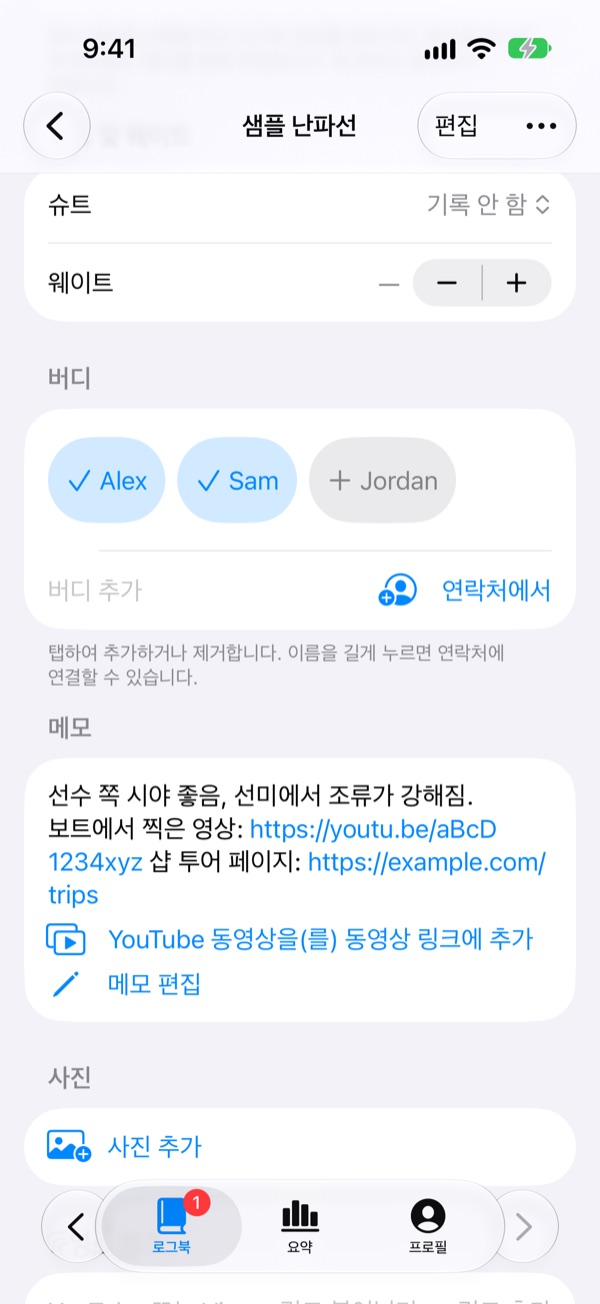 9:41
샘플 난파선
편집
슈트
기록 안 함
웨이트
버디
Alex
Sam
Jordan
버디 추가
연락처에서
탭하여 추가하거나 제거합니다. 이름을 길게 누르면 연락처에
연결할 수 있습니다.
메모
선수 쪽 시야 좋음, 선미에서 조류가 강해짐.
보트에서 찍은 영상: https://youtu.be/aBcD
1234xyz 샵 투어 페이지: https://example.com/
trips
YouTube 동영상을(를) 동영상 링크에 추가
메모 편집
사진
사진 추가
1
로그북
요약
프로필